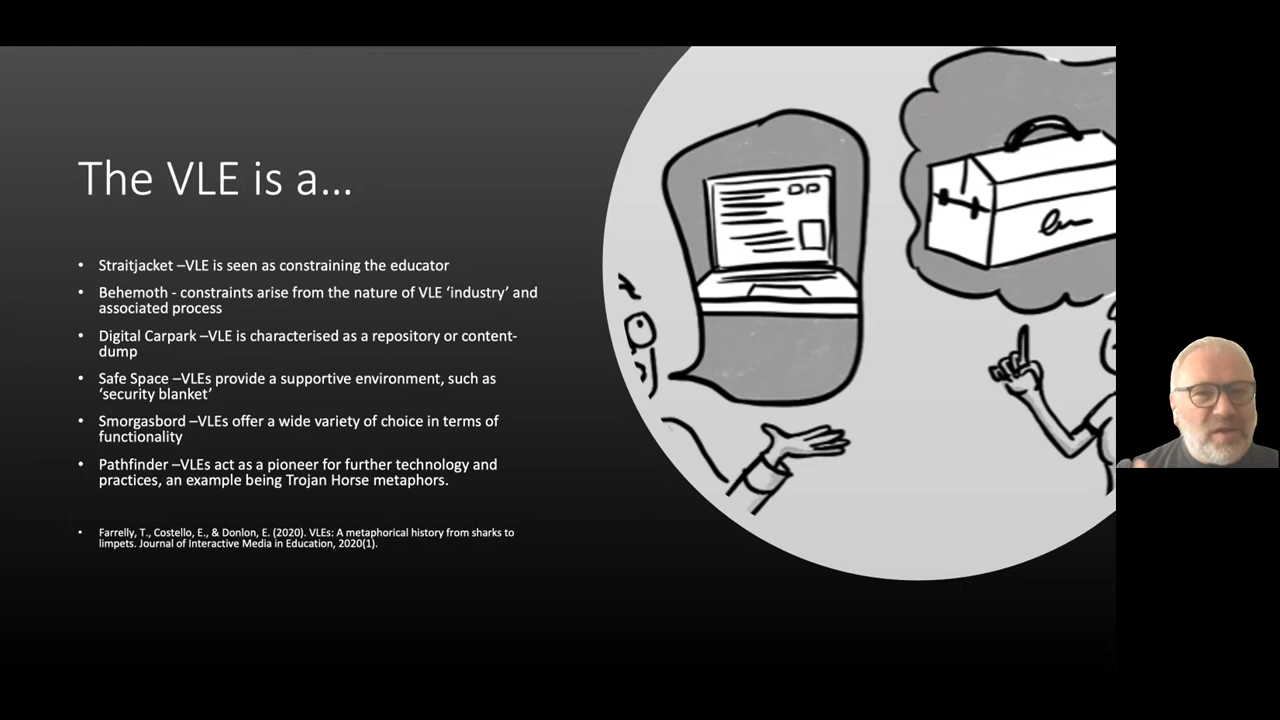 The VLE is a...
• Straitjacket –VLE is seen as constraining the educator
• Behemoth - constraints arise from the nature of VLE ‘industry’ and
associated process
• Digital Carpark –VLE is characterised as a repository or content-
dump
• Safe Space –VLEs provide a supportive environment, such as
‘security blanket’
• Smorgasbord –VLEs offer a wide variety of choice in terms of
functionality
• Pathfinder –VLEs act as a pioneer for further technology and
practices, an example being Trojan Horse metaphors.
• Farrelly, T., Costello, E., & Donlon, E. (2020). VLEs: A metaphorical history from sharks to
limpets. Journal of Interactive Media in Education, 2020(1).